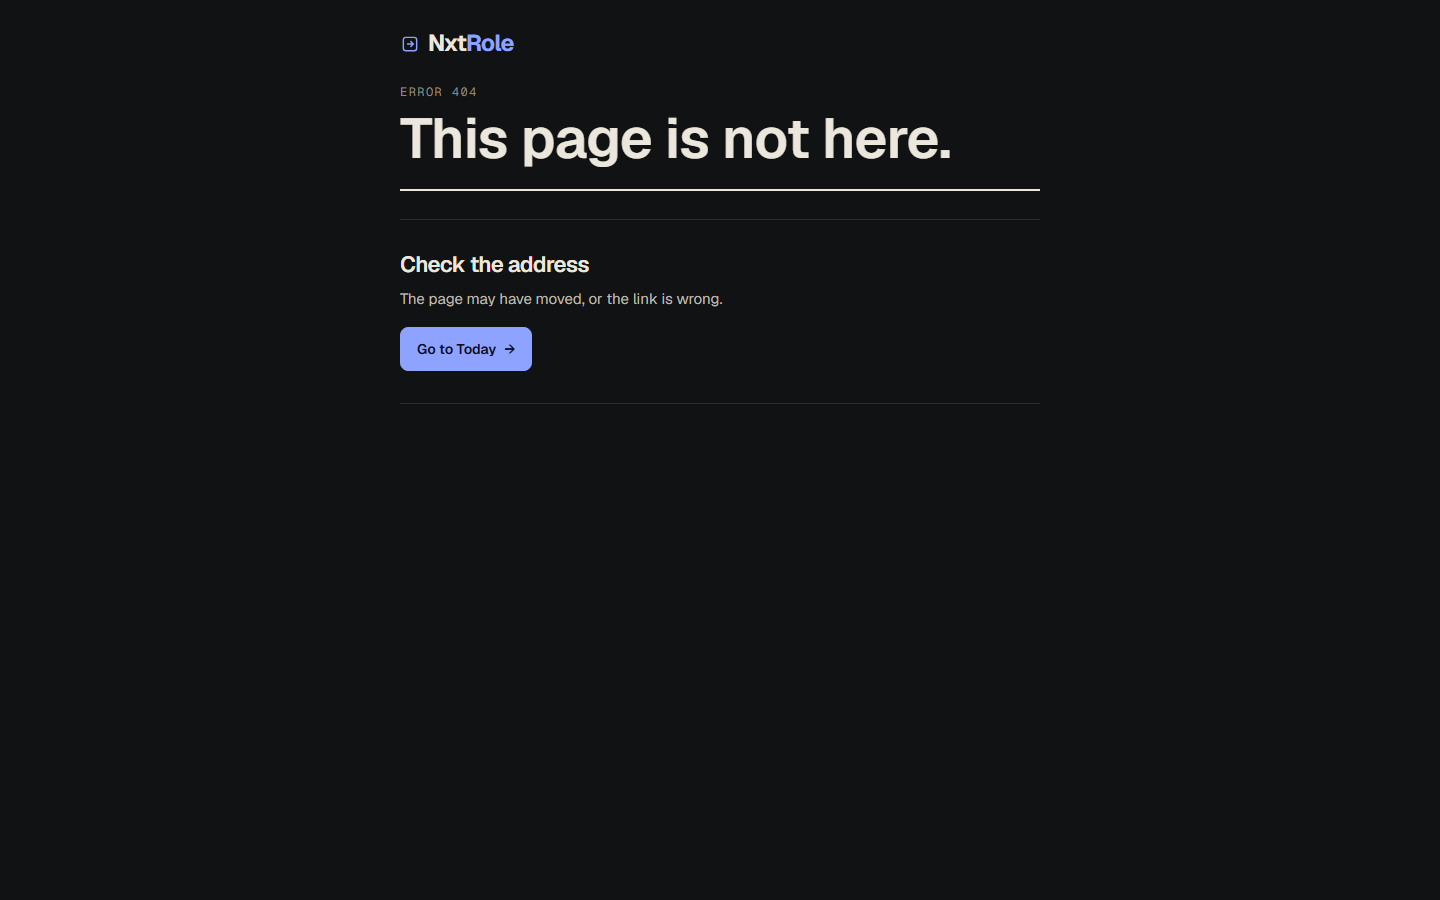 NxtRole
ERROR 404
This page is not here.
Check the address
The page may have moved, or the link is wrong.
Go to Today →